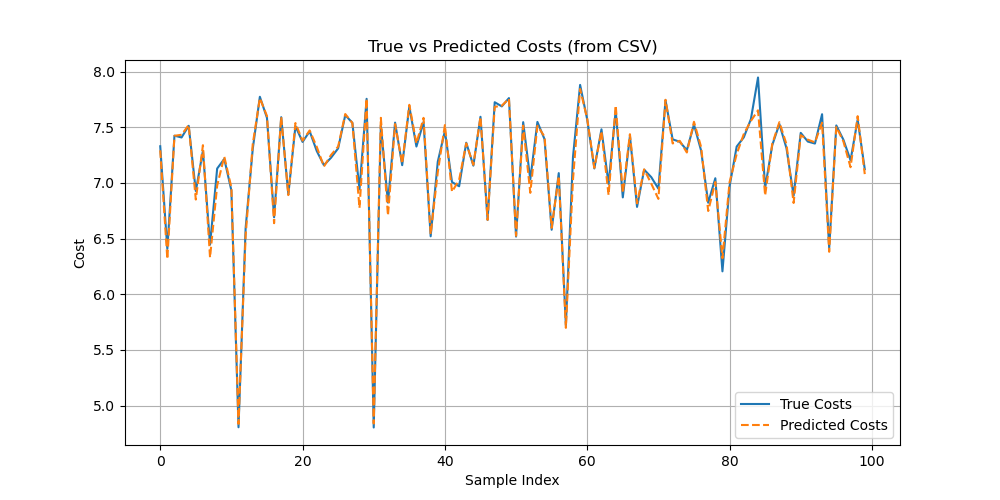 True vs Predicted Costs (from CSV)
8.0
7.5
7.0
6.5
6.0
5.5
5.0
Cost
0 20 40 60 80 100
Sample Index
True Costs
Predicted Costs